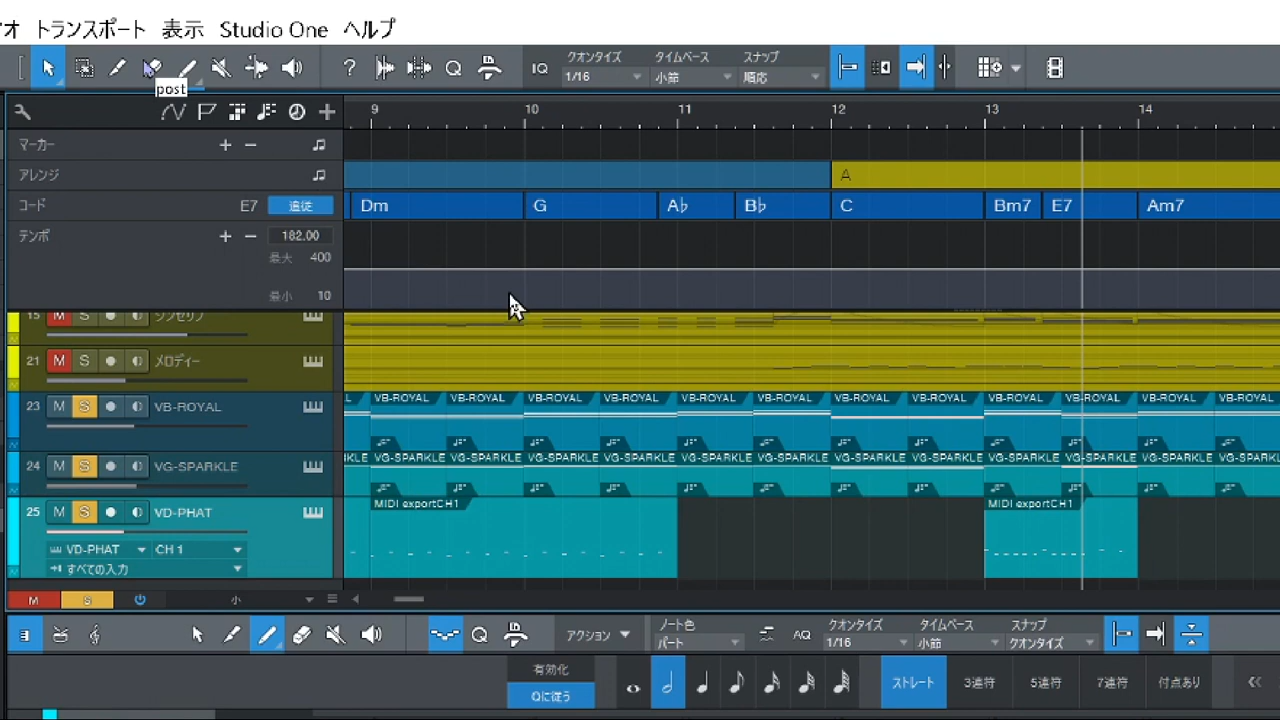 オ トランスポート 表示 Studio One ヘルプ
? Q IQ クオンタイズ 1/16 タイムベース 小節 スナップ 順応
post
9 10 11 12 13 14
マーカー + −
アレンジ A
コード E7 追従 Dm G A♭ B♭ C Bm7 E7 Am7
テンポ + − 182.00
最大 400
最小 10
15 M S
21 M S メロディー
23 M S VB-ROYAL L VB-ROYAL VB-ROYAL VB-ROYAL VB-ROYAL VB-ROYAL VB-ROYAL VB-ROYAL VB-ROYAL VB-ROYAL VB-ROYAL VB-ROYAL VB-ROYAL
24 M S VG-SPARKLE RKLE VG-SPARKLE VG-SPARKLE VG-SPARKLE VG-SPARKLE VG-SPARKLE VG-SPARKLE VG-SPARKLE VG-SPARKLE VG-SPARKLE VG-SPARKLE VG-SPARKLE VG-SPARKLE
25 M S VD-PHAT MIDI exportCH1 MIDI exportCH1
VD-PHAT CH 1
すべての入力
M S 小
Q アクション ノート色 パート AQ クオンタイズ 1/16 タイムベース 小節 スナップ クオンタイズ
有効化
Qに従う ストレート 3連符 5連符 7連符 付点あり